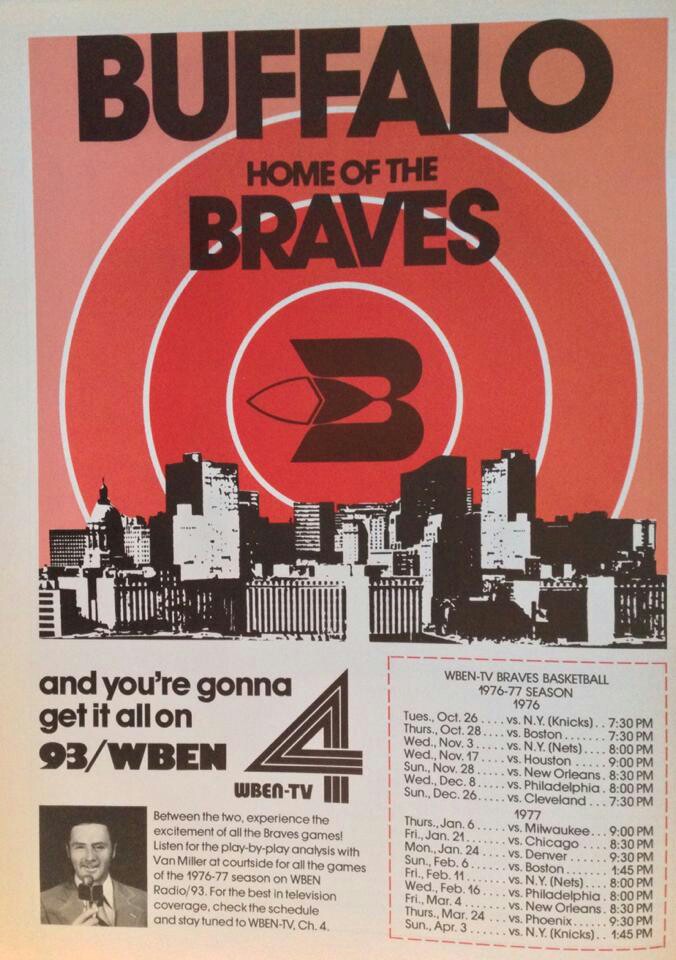 BUFFALO
HOME OF THE
BRAVES
B
and you're gonna
get it all on
93/WBEN
4
WBEN-TV
Between the two, experience the
excitement of all the Braves games!
Listen for the play-by-play analysis with
Van Miller at courtside for all the games
of the 1976-77 season on WBEN
Radio/93. For the best in television
coverage, check the schedule
and stay tuned to WBEN-TV, Ch. 4.
WBEN-TV BRAVES BASKETBALL
1976-77 SEASON
1976
Tues., Oct. 26 .... vs. N.Y. (Knicks) .. 7:30 PM
Thurs., Oct. 28 .... vs. Boston ..... 7:30 PM
Wed., Nov. 3 .... vs. N.Y. (Nets) .... 8:00 PM
Wed., Nov. 17 .... vs. Houston .... 9:00 PM
Sun., Nov. 28 .... vs. New Orleans . 8:30 PM
Wed., Dec. 8 .... vs. Philadelphia . 8:00 PM
Sun., Dec. 26 .... vs. Cleveland ... 7:30 PM
1977
Thurs., Jan. 6 ..... vs. Milwaukee ... 9:00 PM
Fri., Jan. 21 ..... vs. Chicago .... 8:30 PM
Mon., Jan. 24 .... vs. Denver .... 9:30 PM
Sun., Feb. 6 ..... vs. Boston ..... 1:45 PM
Fri., Feb. 11 ..... vs. N.Y. (Nets) .... 8:00 PM
Wed., Feb. 16 .... vs. Philadelphia . 8:00 PM
Fri., Mar. 4 ..... vs. New Orleans . 8:30 PM
Thurs., Mar. 24 ... vs. Phoenix .... 9:30 PM
Sun., Apr. 3 ..... vs. N.Y. (Knicks) .. 1:45 PM